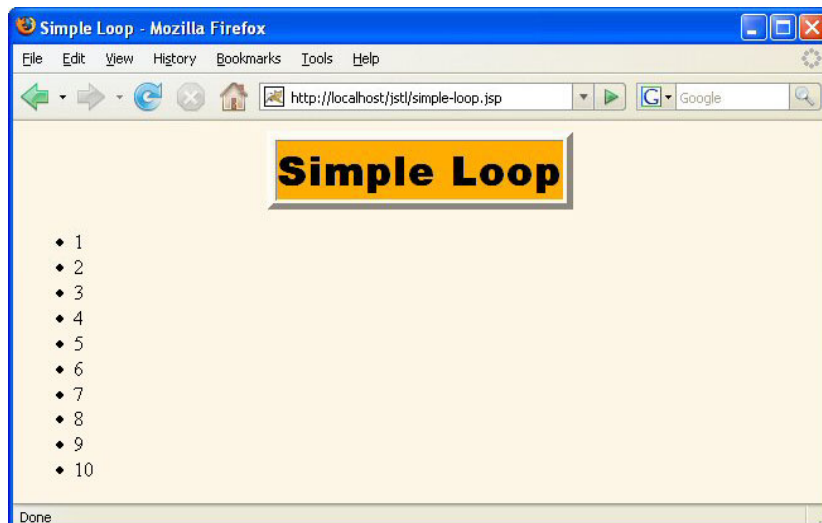 Simple Loop - Mozilla Firefox
File Edit View History Bookmarks Tools Help
http://localhost/jstl/simple-loop.jsp G Google
Simple Loop
• 1
• 2
• 3
• 4
• 5
• 6
• 7
• 8
• 9
• 10
Done